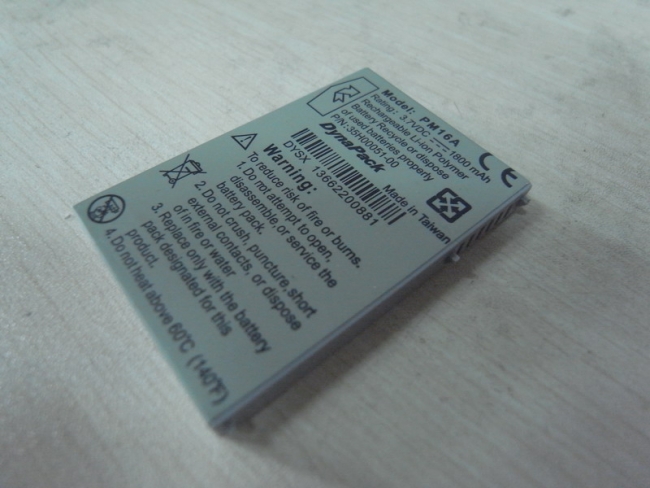 Model: PM16A
Rating: 3.7VDC 1800 mAh
Rechargeable Li-ion Polymer
Battery Recycle or dispose
of used batteries properly
P/N:35H00051-00
CE
DynaPack
Made in Taiwan
DYSX 13662200881
Warning:
To reduce risk of fire or burns.
1. Do not attempt to open,
disassemble, or service the
battery pack.
2. Do not crush, puncture, short
external contacts, or dispose
of in fire or water
3. Replace only with the battery
pack designated for this
product.
4. Do not heat above 60°C (140°F)